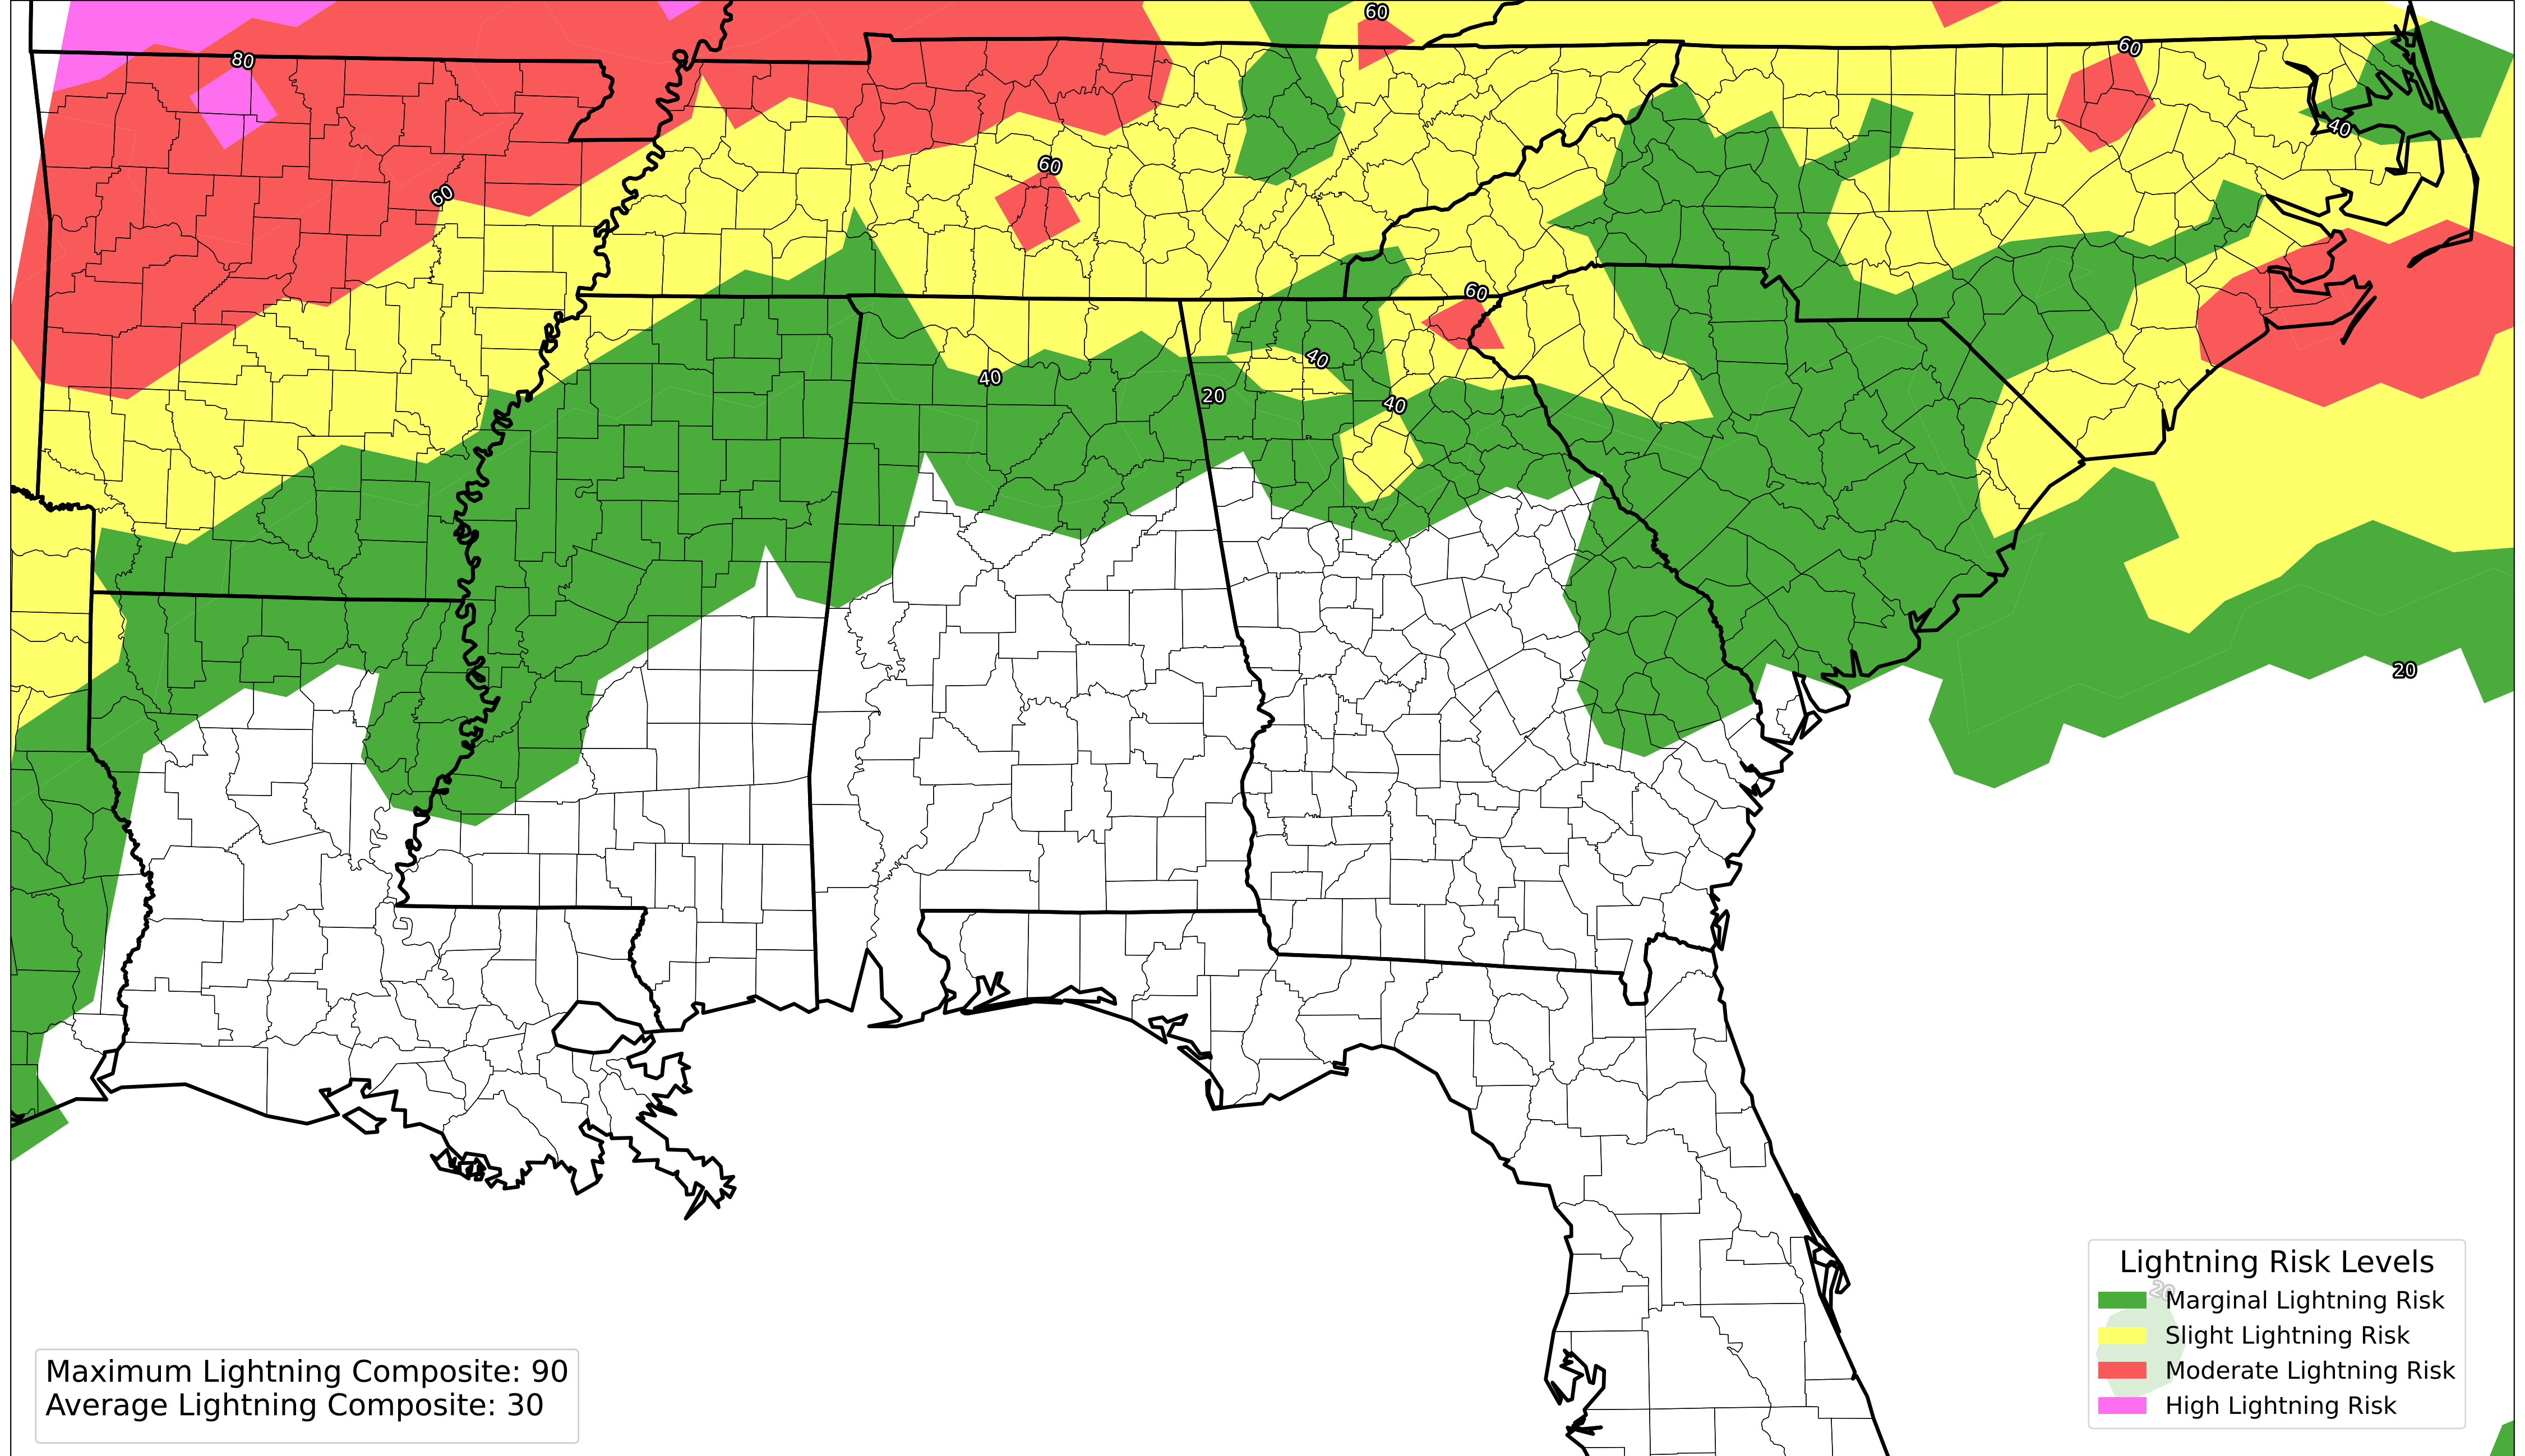 60
80
60
40
60
60
60
40
40
20
40
20
Lightning Risk Levels
20
Marginal Lightning Risk
Slight Lightning Risk
Moderate Lightning Risk
High Lightning Risk
Maximum Lightning Composite: 90
Average Lightning Composite: 30